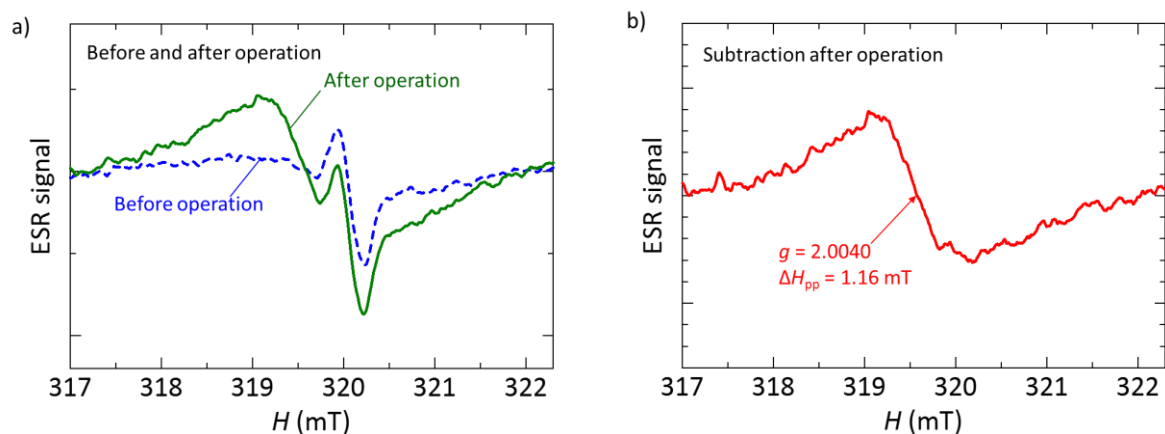 a)
Before and after operation
After operation
Before operation
ESR signal
317 318 319 320 321 322
H (mT)
b)
Subtraction after operation
g = 2.0040
ΔHpp = 1.16 mT
ESR signal
317 318 319 320 321 322
H (mT)